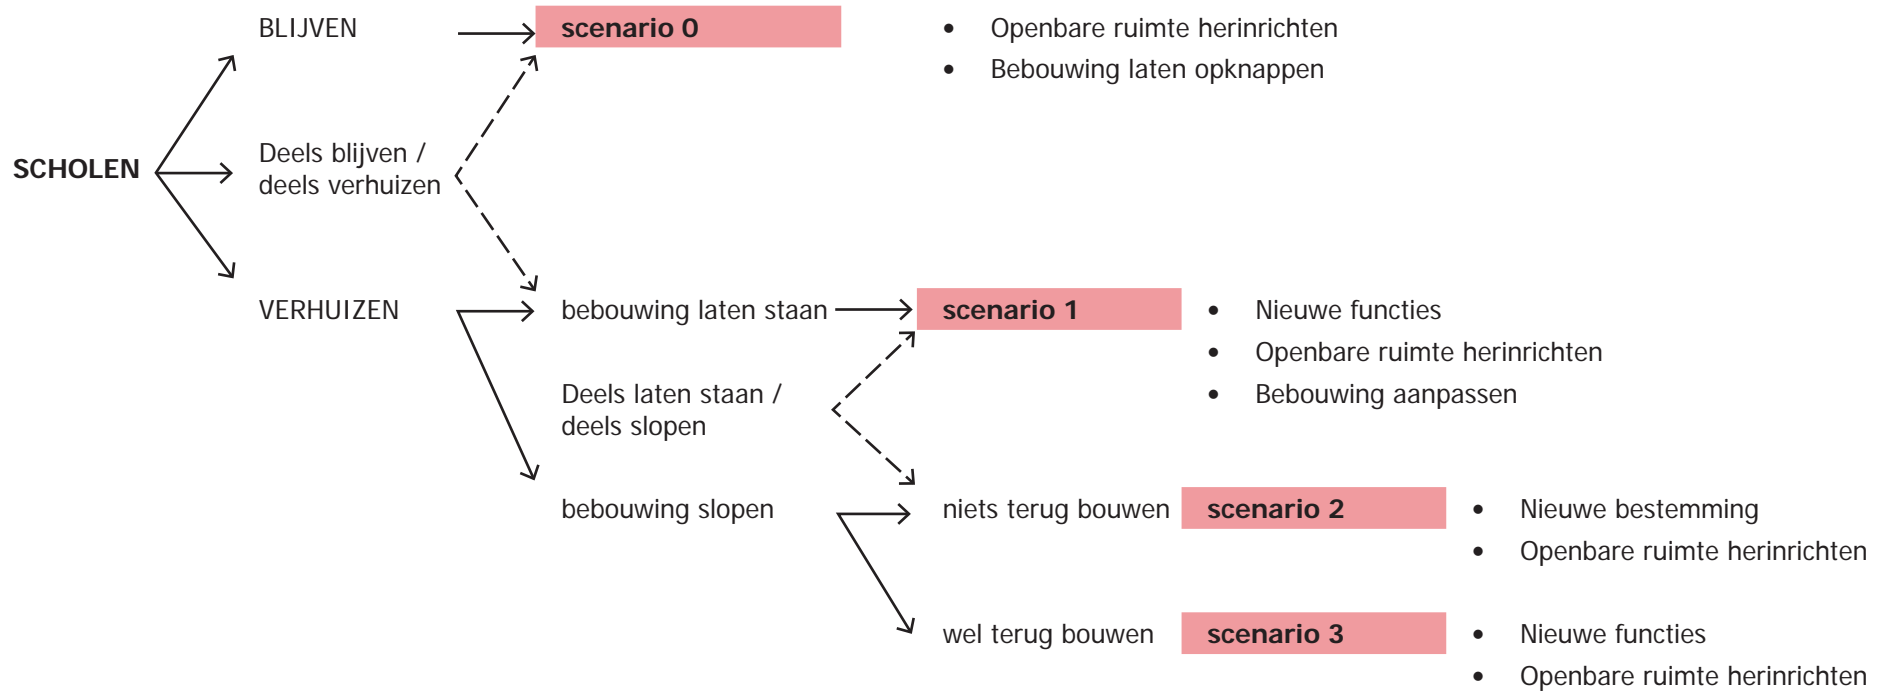 BLIJVEN
scenario 0
• Openbare ruimte herinrichten
• Bebouwing laten opknappen
SCHOLEN
Deels blijven /
deels verhuizen
VERHUIZEN
bebouwing laten staan
scenario 1
• Nieuwe functies
• Openbare ruimte herinrichten
• Bebouwing aanpassen
Deels laten staan /
deels slopen
bebouwing slopen
niets terug bouwen
scenario 2
• Nieuwe bestemming
• Openbare ruimte herinrichten
wel terug bouwen
scenario 3
• Nieuwe functies
• Openbare ruimte herinrichten